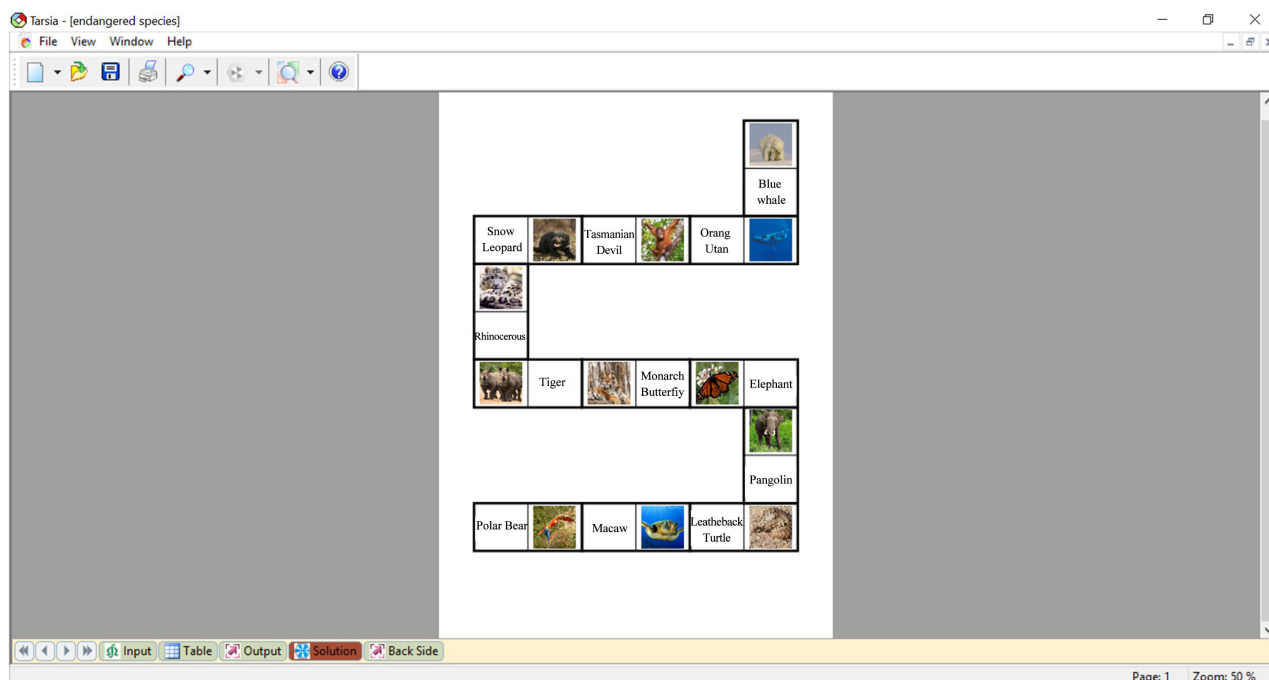 Tarsia - [endangered species]
File View Window Help
Blue
whale
Snow
Leopard
Tasmanian
Devil
Orang
Utan
Rhinocerous
Tiger
Monarch
Butterfiy
Elephant
Pangolin
Polar Bear
Macaw
Leatheback
Turtle
Input Table Output Solution Back Side
Page: 1 Zoom: 50 %